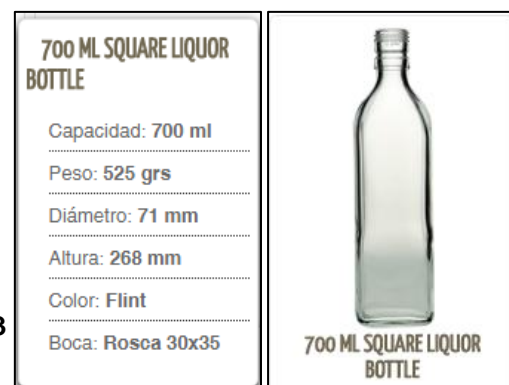 700 ML SQUARE LIQUOR
BOTTLE
Capacidad: 700 ml
Peso: 525 grs
Diámetro: 71 mm
Altura: 268 mm
Color: Flint
Boca: Rosca 30x35
3
700 ML SQUARE LIQUOR
BOTTLE